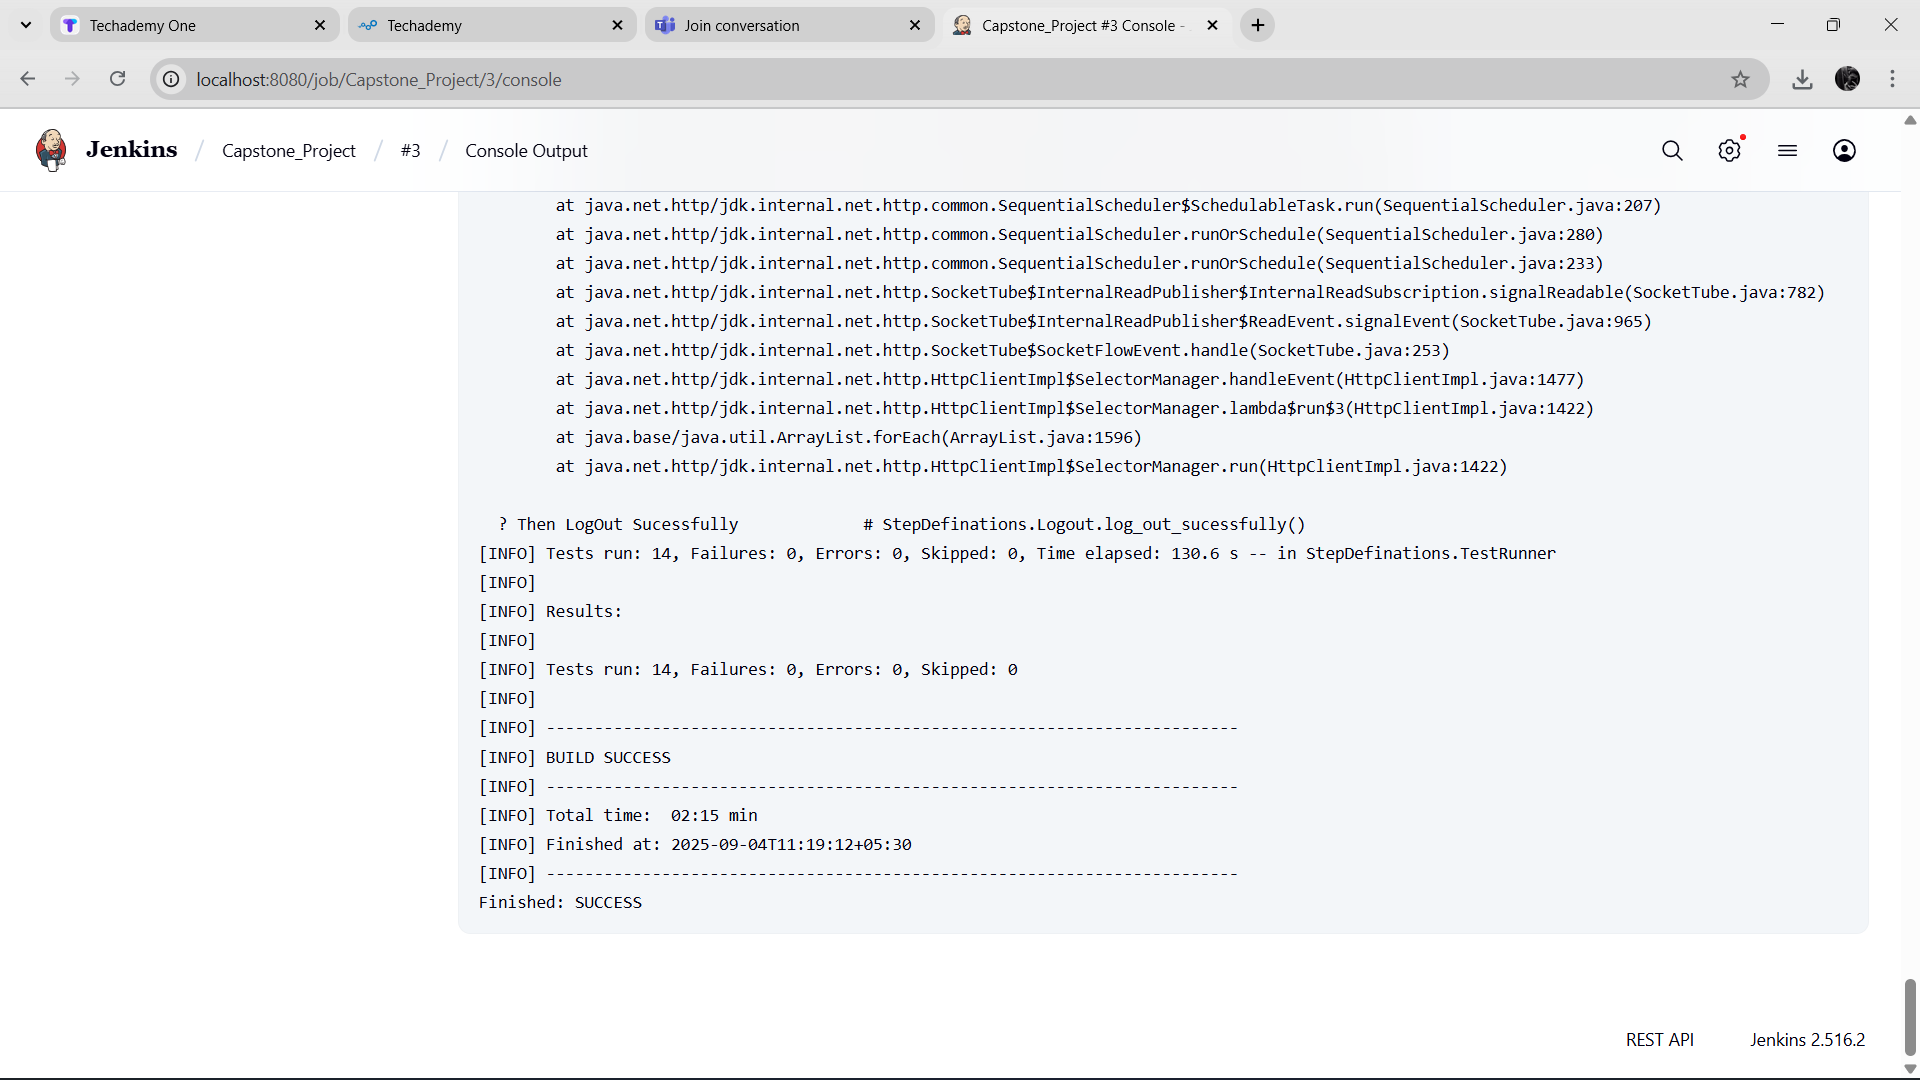 Techademy One
Techademy
Join conversation
Capstone_Project #3 Console -
localhost:8080/job/Capstone_Project/3/console
Jenkins / Capstone_Project / #3 / Console Output
at java.net.http/jdk.internal.net.http.common.SequentialScheduler$SchedulableTask.run(SequentialScheduler.java:207)
at java.net.http/jdk.internal.net.http.common.SequentialScheduler.runOrSchedule(SequentialScheduler.java:280)
at java.net.http/jdk.internal.net.http.common.SequentialScheduler.runOrSchedule(SequentialScheduler.java:233)
at java.net.http/jdk.internal.net.http.SocketTube$InternalReadPublisher$InternalReadSubscription.signalReadable(SocketTube.java:782)
at java.net.http/jdk.internal.net.http.SocketTube$InternalReadPublisher$ReadEvent.signalEvent(SocketTube.java:965)
at java.net.http/jdk.internal.net.http.SocketTube$SocketFlowEvent.handle(SocketTube.java:253)
at java.net.http/jdk.internal.net.http.HttpClientImpl$SelectorManager.handleEvent(HttpClientImpl.java:1477)
at java.net.http/jdk.internal.net.http.HttpClientImpl$SelectorManager.lambda$run$3(HttpClientImpl.java:1422)
at java.base/java.util.ArrayList.forEach(ArrayList.java:1596)
at java.net.http/jdk.internal.net.http.HttpClientImpl$SelectorManager.run(HttpClientImpl.java:1422)
? Then LogOut Sucessfully # StepDefinations.Logout.log_out_sucessfully()
[INFO] Tests run: 14, Failures: 0, Errors: 0, Skipped: 0, Time elapsed: 130.6 s -- in StepDefinations.TestRunner
[INFO]
[INFO] Results:
[INFO]
[INFO] Tests run: 14, Failures: 0, Errors: 0, Skipped: 0
[INFO]
[INFO] ------------------------------------------------------------------------
[INFO] BUILD SUCCESS
[INFO] ------------------------------------------------------------------------
[INFO] Total time:  02:15 min
[INFO] Finished at: 2025-09-04T11:19:12+05:30
[INFO] ------------------------------------------------------------------------
Finished: SUCCESS
REST API
Jenkins 2.516.2